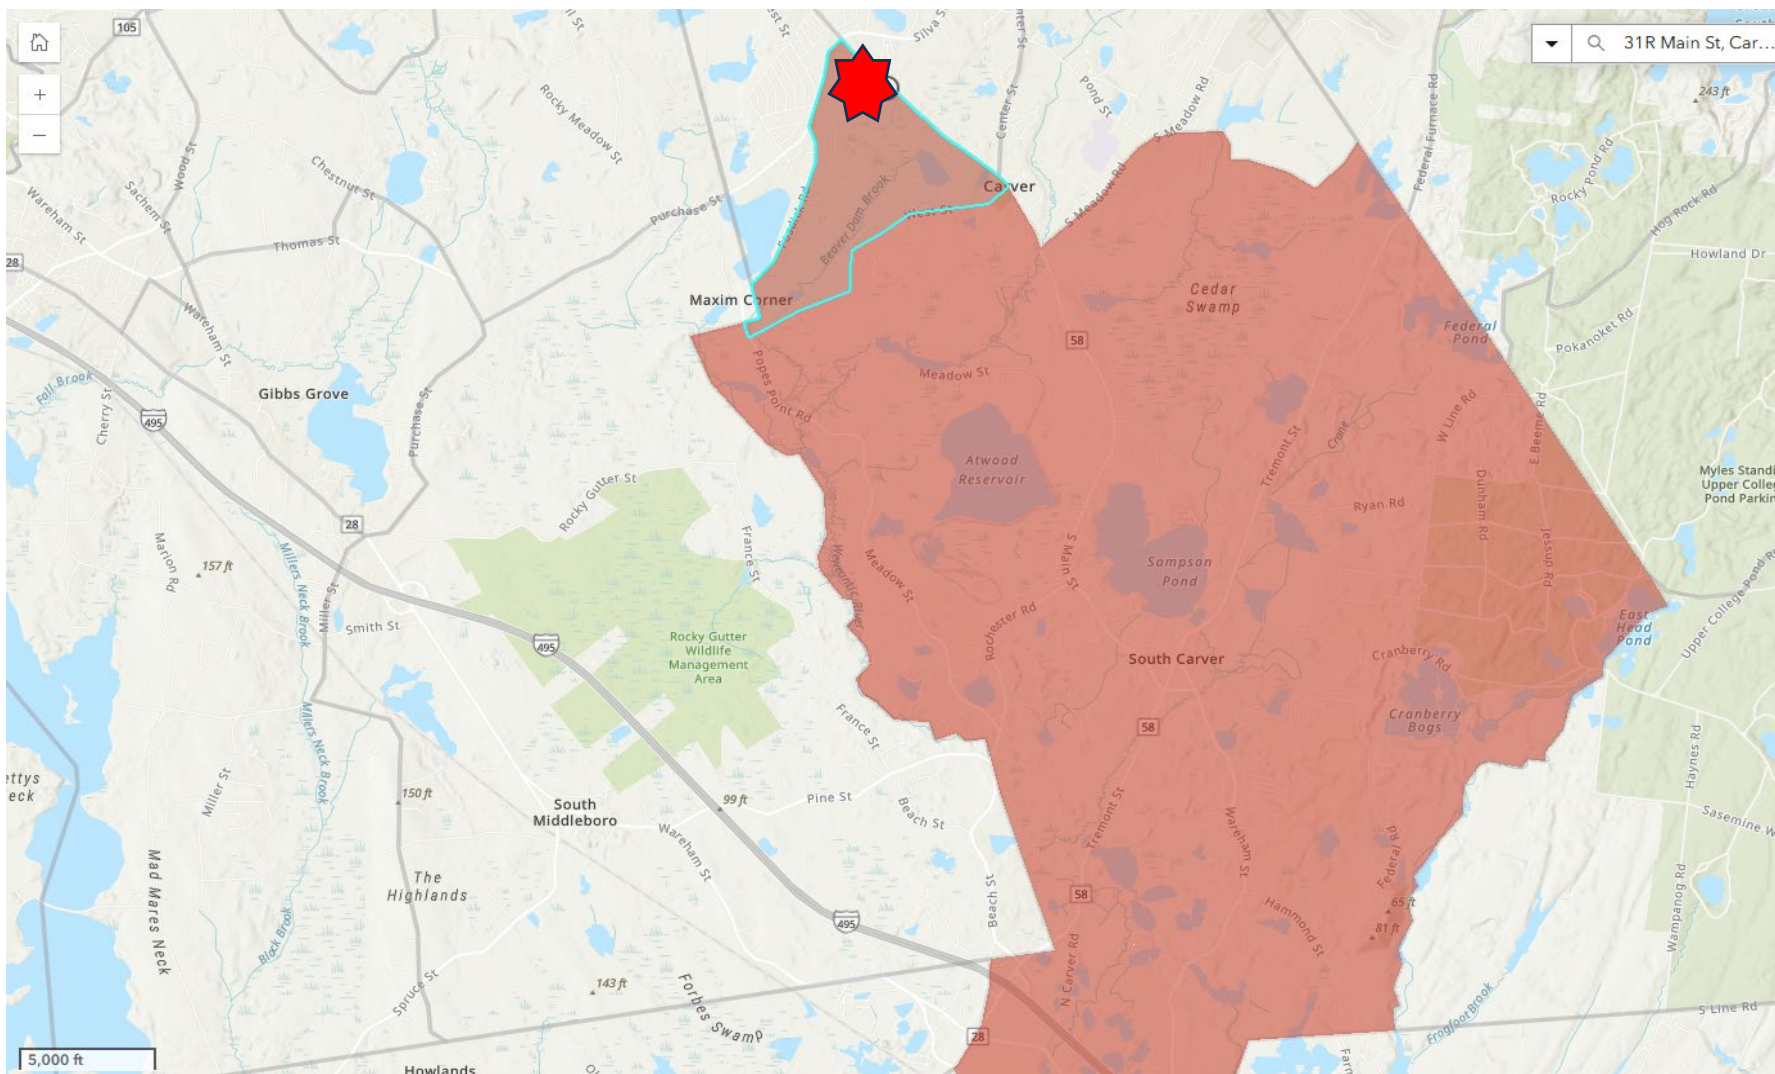 105
Silva S
31R Main St, Car...
Federal Furnace Rd
243 ft
Rocky Meadow St
Wood St
Center St
Pond St
S Meadow Rd
Rocky Pond Rd
Chestnut St
Sachem St
Wareham St
Purchase St
Carver
S Meadow Rd
Hog Rock Rd
West St
Beaver Dam Brook
Thomas St
Howland Dr
28
Maxim Corner
Cedar
Swamp
Wareham St
Federal
Pond
Pokanoket Rd
58
Popes Point Rd
Meadow St
Fall Brook
Cherry St
Gibbs Grove
Purchase St
W Line Rd
E Beeme Rd
495
Tremont St
Crane
Atwood
Reservoir
Myles Standi
Upper Colleg
Pond Parkin
Rocky Gutter St
Ryan Rd
Dunham Rd
Jessup Rd
28
Marion Rd
157 ft
France St
Meadow St
Weweantic River
S Main St
Sampson
Pond
Millers Neck Brook
Miller St
Smith St
495
Rocky Gutter
Wildlife
Management
Area
Rochester Rd
South Carver
Cranberry Rd
East
Head
Pond
Upper College Pond R
Millers Neck Brook
France St
58
Cranberry
Bogs
Haynes Rd
ettys
eck
Miller St
150 ft
South
Middleboro
99 ft
Pine St
Beach St
Tremont St
Wareham St
Federal Rd
Sasemine W
Wareham St
Mad Mares Neck
The
Highlands
Beach St
58
65 ft
Hammond St
81 ft
Wampanog Rd
Black Brook
495
N Carver Rd
Spruce St
143 ft
Forbes Swamp
Frogfoot Brook
S Line Rd
28
5,000 ft
Howlands